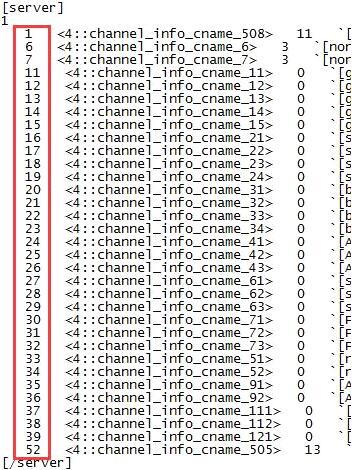 [server]
1
1 <4::channel_info_cname_508> 11 `[
6 <4::channel_info_cname_6> 3 `[nor
7 <4::channel_info_cname_7> 3 `[nor
11 <4::channel_info_cname_11> 0 `[g
12 <4::channel_info_cname_12> 0 `[g
13 <4::channel_info_cname_13> 0 `[g
14 <4::channel_info_cname_14> 0 `[g
15 <4::channel_info_cname_15> 0 `[g
16 <4::channel_info_cname_21> 0 `[s
17 <4::channel_info_cname_22> 0 `[s
18 <4::channel_info_cname_23> 0 `[s
19 <4::channel_info_cname_24> 0 `[s
20 <4::channel_info_cname_31> 0 `[b
21 <4::channel_info_cname_32> 0 `[b
22 <4::channel_info_cname_33> 0 `[b
23 <4::channel_info_cname_34> 0 `[b
24 <4::channel_info_cname_41> 0 `[A
25 <4::channel_info_cname_42> 0 `[A
26 <4::channel_info_cname_43> 0 `[A
27 <4::channel_info_cname_61> 0 `[s
28 <4::channel_info_cname_62> 0 `[s
29 <4::channel_info_cname_63> 0 `[s
30 <4::channel_info_cname_71> 0 `[F
31 <4::channel_info_cname_72> 0 `[F
32 <4::channel_info_cname_73> 0 `[F
33 <4::channel_info_cname_51> 0 `[r
34 <4::channel_info_cname_52> 0 `[r
35 <4::channel_info_cname_91> 0 `[A
36 <4::channel_info_cname_92> 0 `[A
37 <4::channel_info_cname_111> 0 `[
38 <4::channel_info_cname_112> 0 `[
39 <4::channel_info_cname_121> 0 `[
52 <4::channel_info_cname_505> 13 `
[/server]